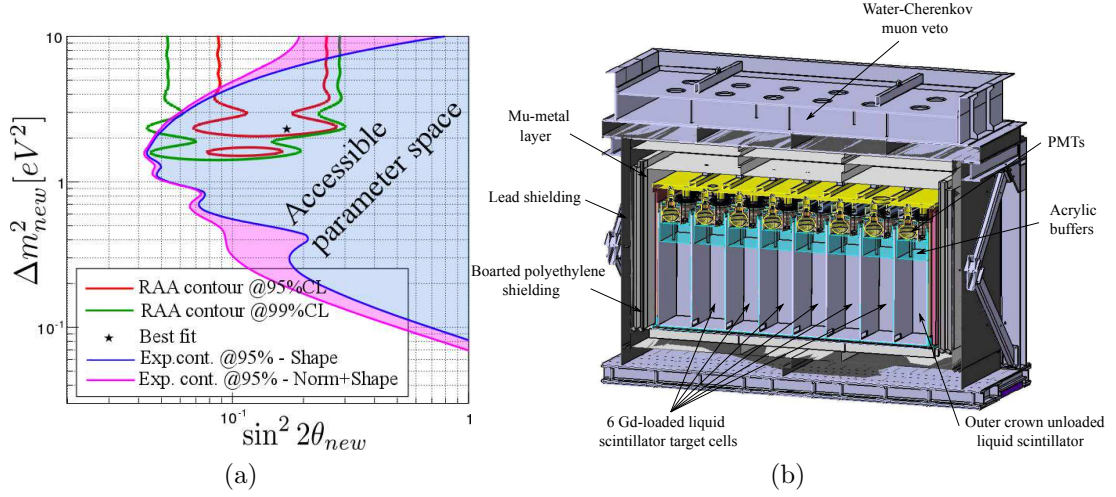 10
1
10-1
Δm²new [eV²]
Accessible
parameter space
RAA contour @95%CL
RAA contour @99%CL
Best fit
Exp.cont. @95% - Shape
Exp. cont. @95% - Norm+Shape
10-1
1
sin² 2θnew
(a)
Water-Cherenkov
muon veto
Mu-metal
layer
PMTs
Lead shielding
Acrylic
buffers
Boarted polyethylene
shielding
6 Gd-loaded liquid
scintillator target cells
Outer crown unloaded
liquid scintillator
(b)